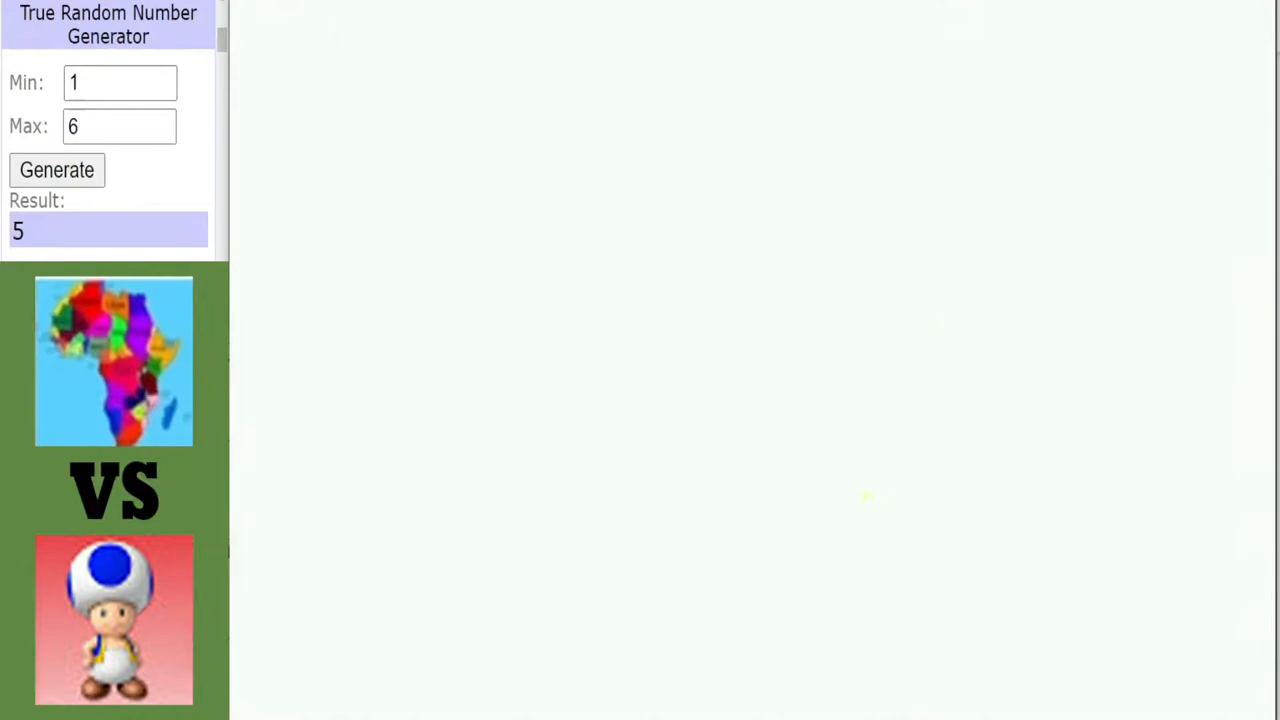 True Random Number
Generator
Min: 1
Max: 6
Generate
Result:
5
VS